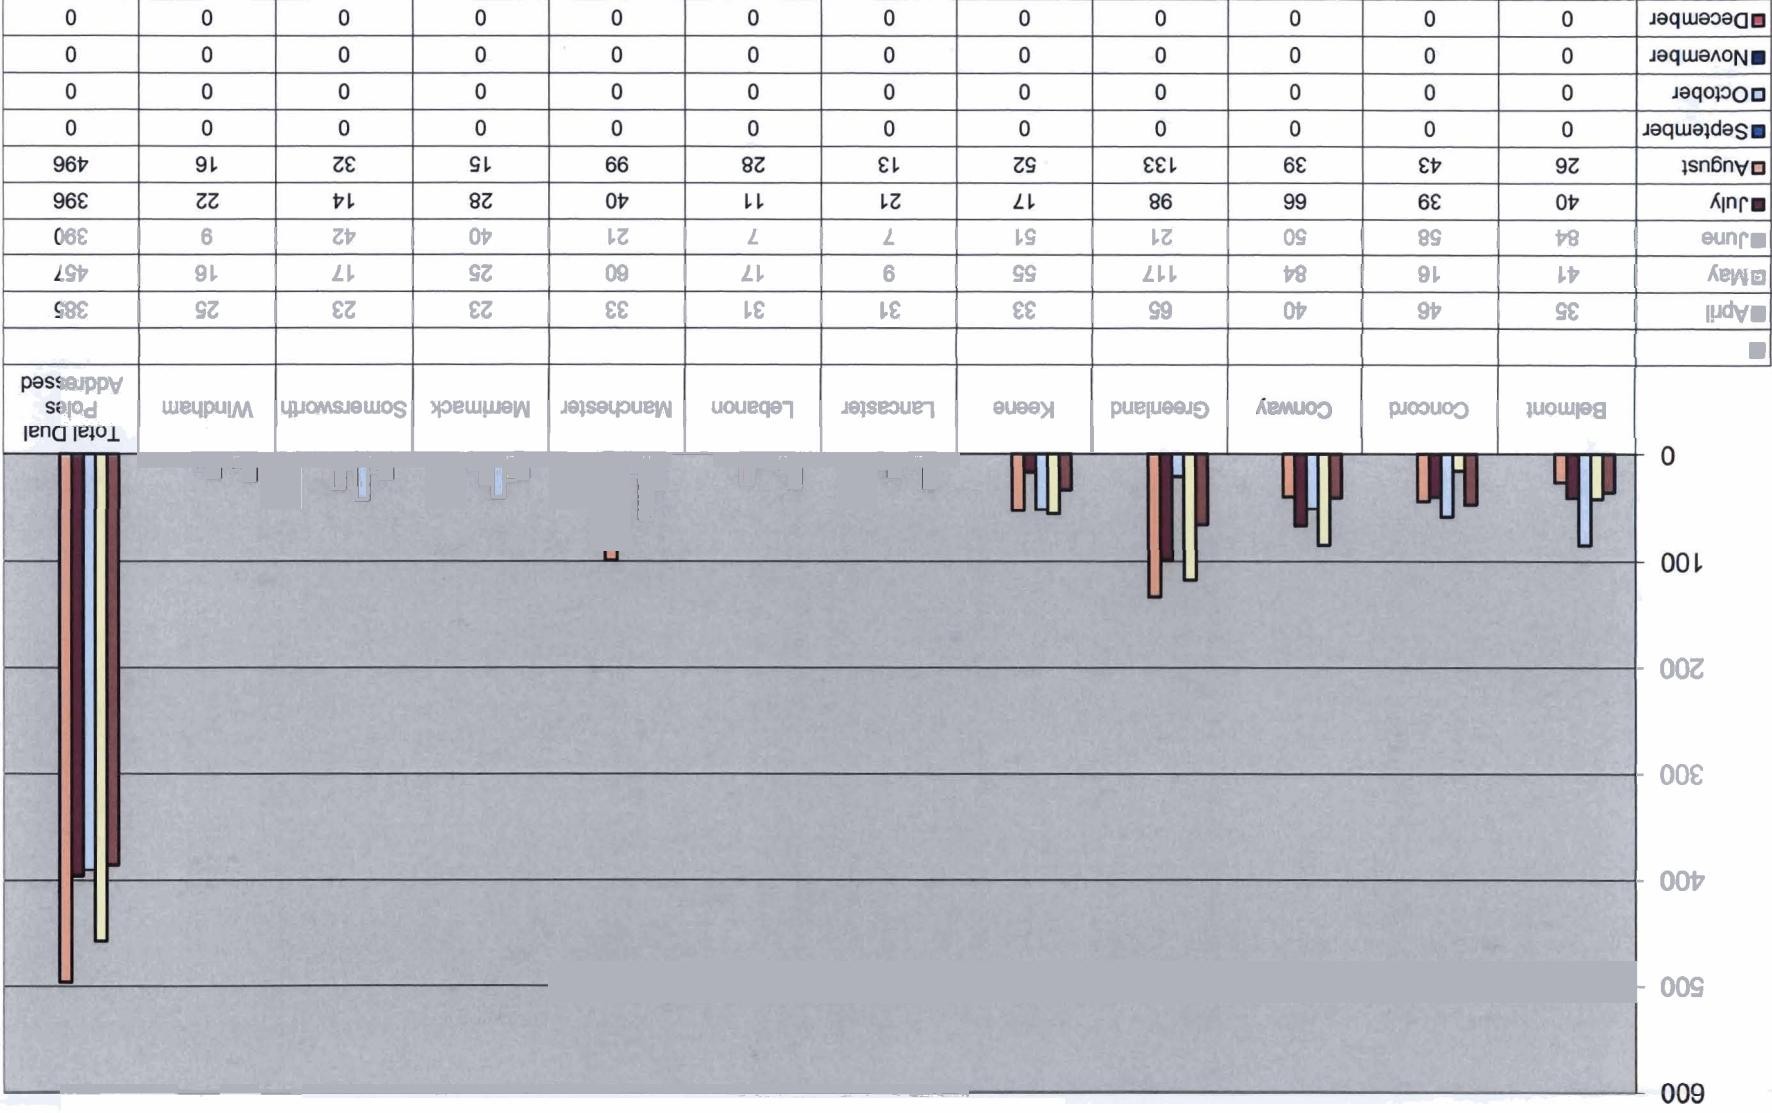 600
500
400
300
200
100
0
Belmont Concord Conway Greenland Keene Lancaster Lebanon Manchester Merrimack Somersworth Windham
Total Dual
Poles
Addressed
April 35 46 40 65 33 31 31 33 23 23 25 385
May 41 16 84 117 55 9 17 60 25 17 16 457
June 84 58 50 21 51 7 7 21 40 42 9 390
July 40 39 66 98 17 21 11 40 28 14 22 396
August 26 43 39 133 52 13 28 99 15 32 16 496
September 0 0 0 0 0 0 0 0 0 0 0 0
October 0 0 0 0 0 0 0 0 0 0 0 0
November 0 0 0 0 0 0 0 0 0 0 0 0
December 0 0 0 0 0 0 0 0 0 0 0 0